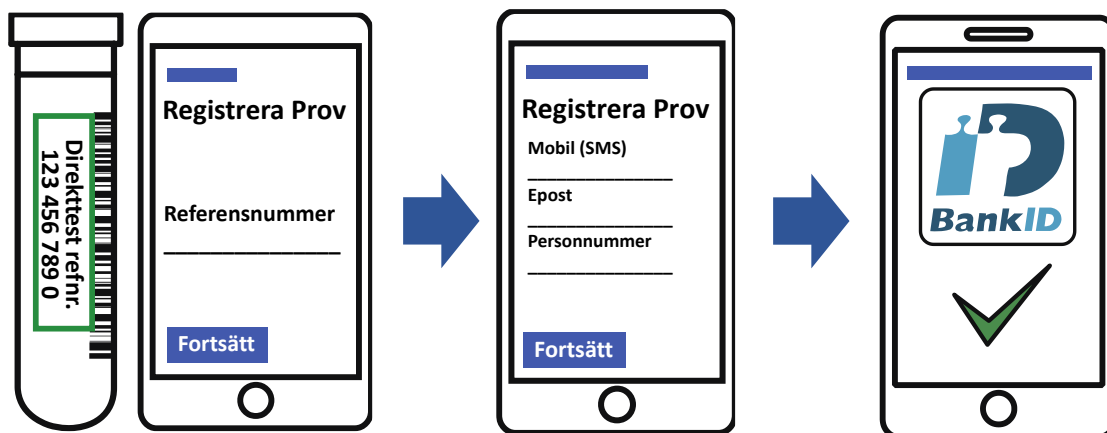 Direkttest refnr.
123 456 789 0
Registrera Prov
Referensnummer
Fortsätt
Registrera Prov
Mobil (SMS)
Epost
Personnummer
Fortsätt
BankID